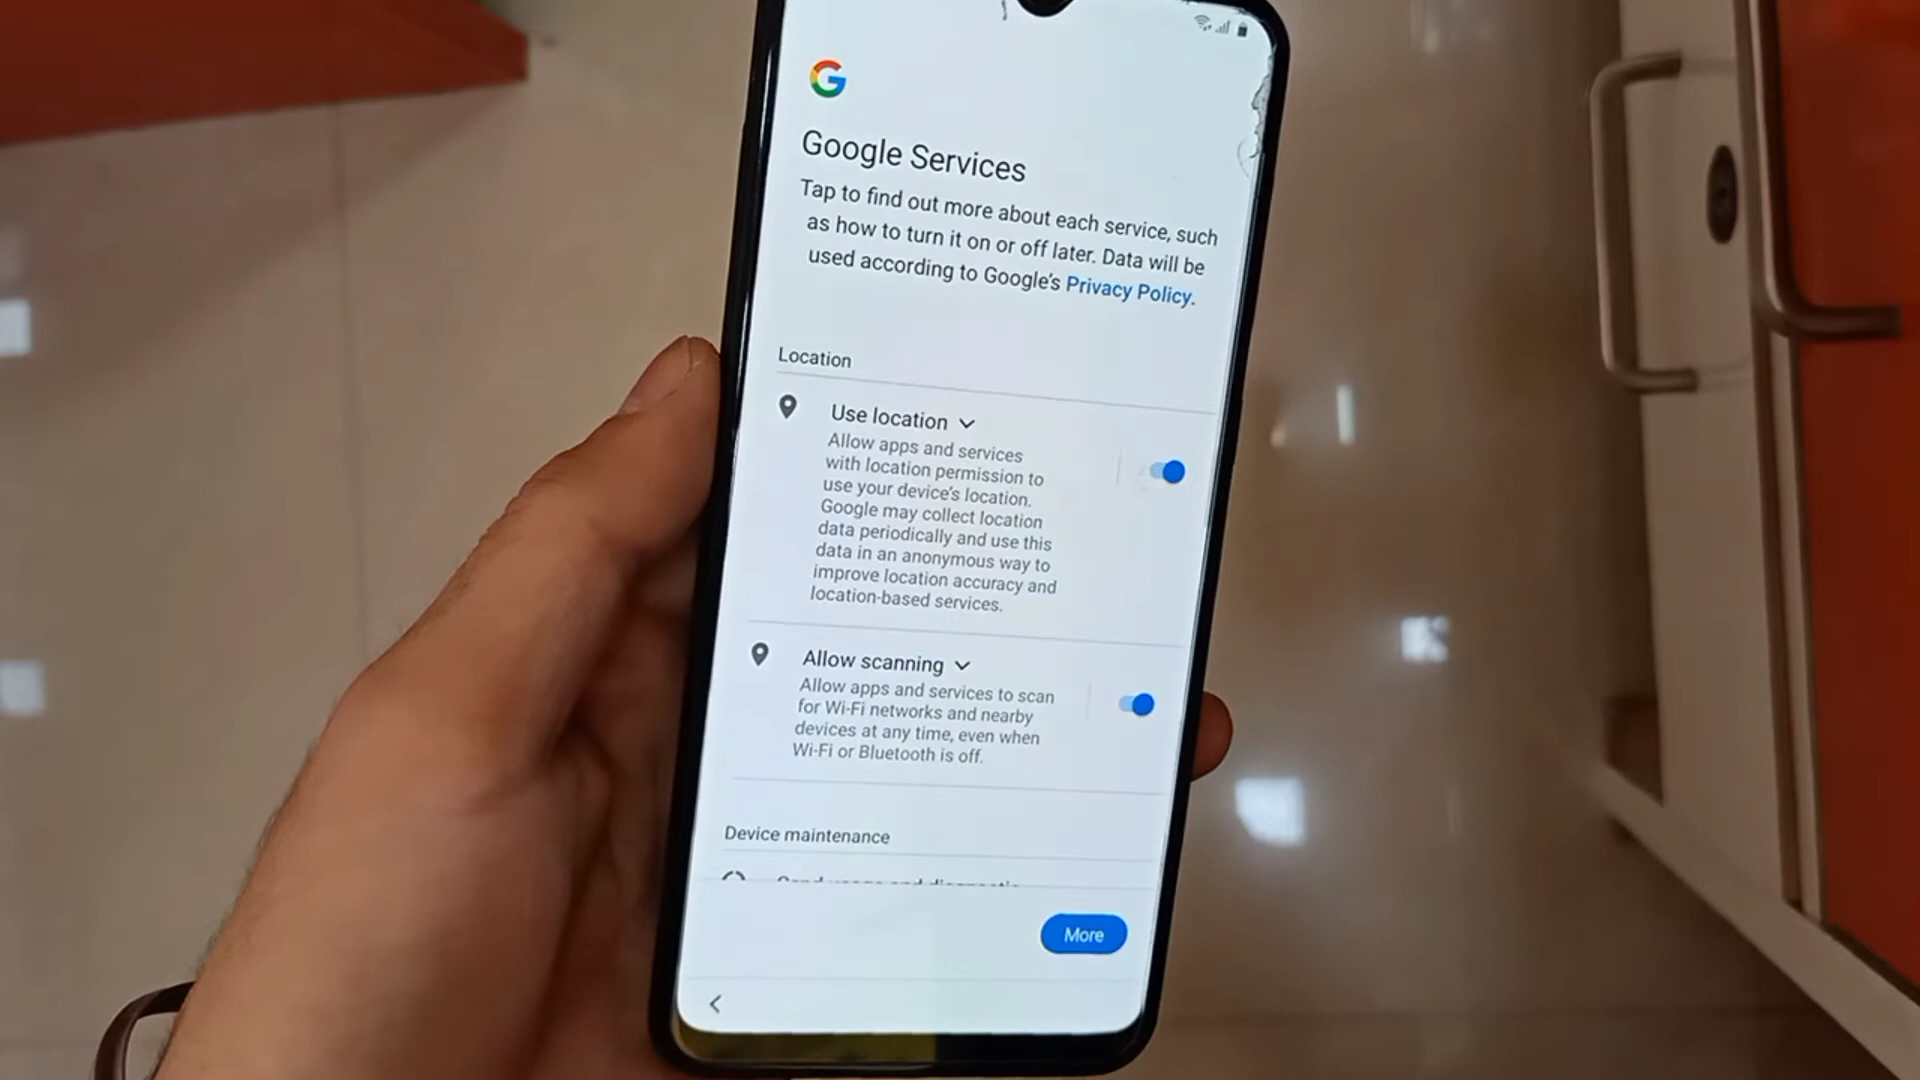 Google Services
Tap to find out more about each service, such
as how to turn it on or off later. Data will be
used according to Google's Privacy Policy.
Location
Use location
Allow apps and services
with location permission to
use your device's location.
Google may collect location
data periodically and use this
data in an anonymous way to
improve location accuracy and
location-based services.
Allow scanning
Allow apps and services to scan
for Wi-Fi networks and nearby
devices at any time, even when
Wi-Fi or Bluetooth is off.
Device maintenance
More